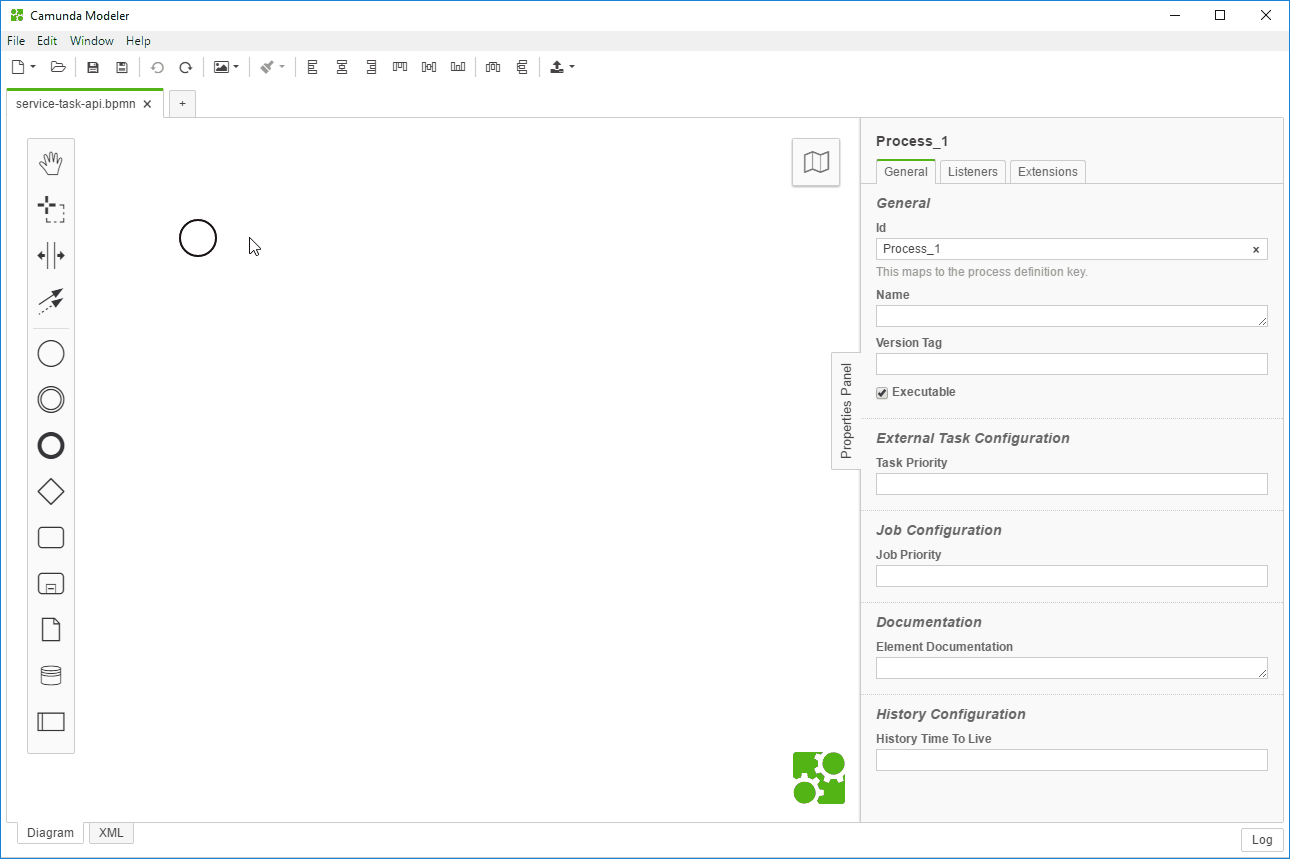 Camunda Modeler
File Edit Window Help
service-task-api.bpmn × +
Process_1
General Listeners Extensions
General
Id
Process_1 ×
This maps to the process definition key.
Name
Version Tag
Executable
Properties Panel
External Task Configuration
Task Priority
Job Configuration
Job Priority
Documentation
Element Documentation
History Configuration
History Time To Live
Diagram XML
Log